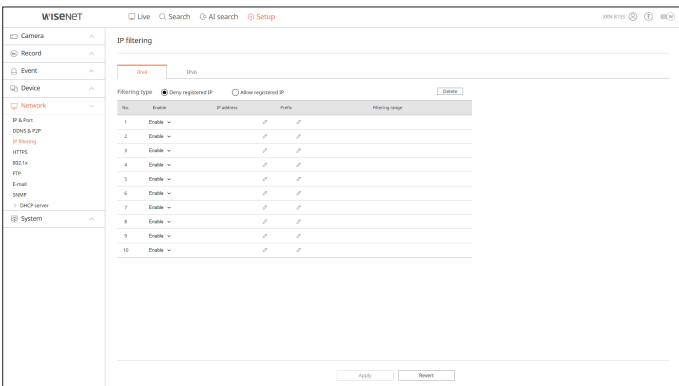 WISENET Live Search AI search Setup XRN-815S
Camera
Record
Event
Device
Network
IP & Port
DDNS & P2P
IP filtering
HTTPS
802.1x
FTP
E-mail
SNMP
DHCP server
System
IP filtering
IPv4 IPv6
Filtering type Deny registered IP Allow registered IP Delete
No. Enable IP address Prefix Filtering range
1 Enable
2 Enable
3 Enable
4 Enable
5 Enable
6 Enable
7 Enable
8 Enable
9 Enable
10 Enable
Apply Revert